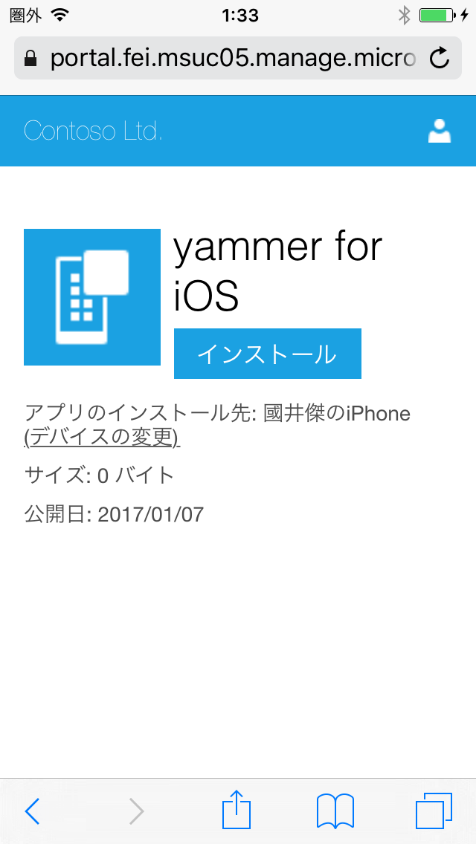 圏外 1:33
portal.fei.msuc05.manage.micro
Contoso Ltd.
yammer for
iOS
インストール
アプリのインストール先: 國井傑のiPhone
(デバイスの変更)
サイズ: 0 バイト
公開日: 2017/01/07